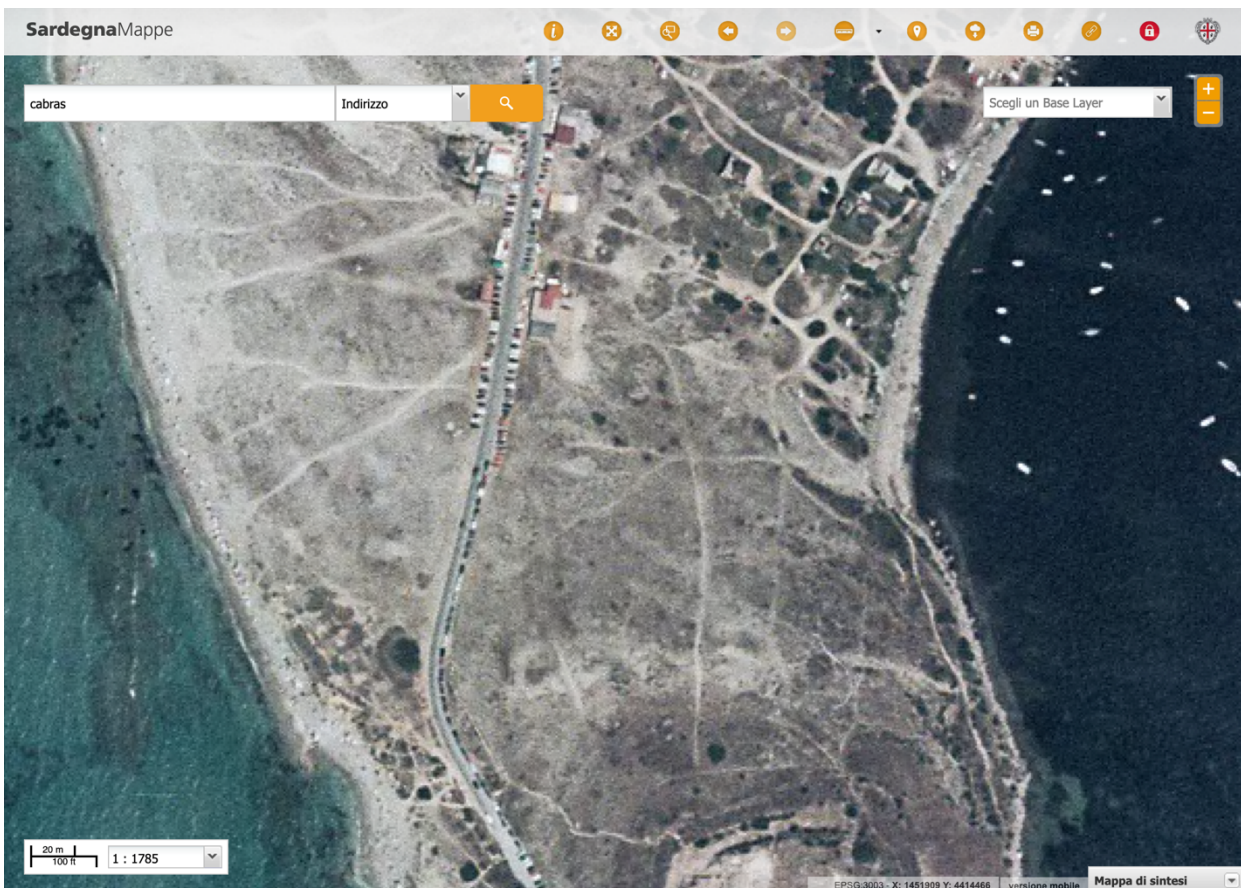 SardegnaMappe
cabras
Indirizzo
Scegli un Base Layer
+
−
20 m
100 ft
1 : 1785
EPSG:3003 - X: 1451909 Y: 4414466
versione mobile
Mappa di sintesi